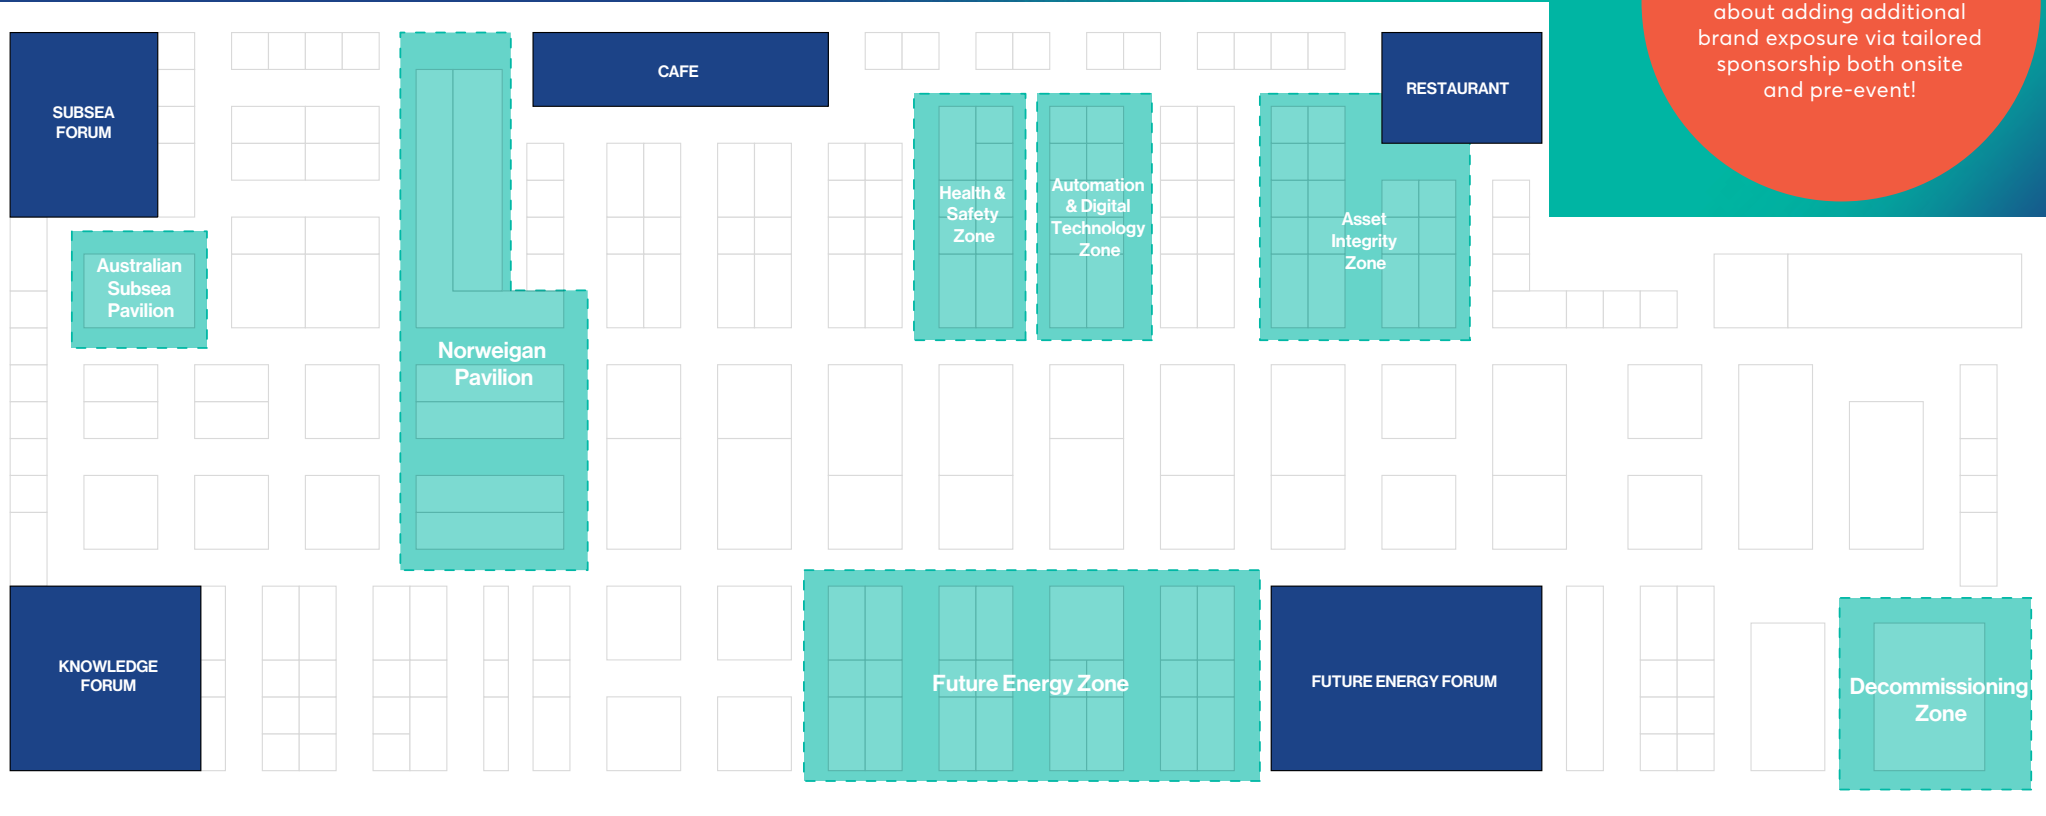 about adding additional
brand exposure via tailored
sponsorship both onsite
and pre-event!
SUBSEA
FORUM
CAFE
RESTAURANT
Health &
Safety
Zone
Automation
& Digital
Technology
Zone
Asset
Integrity
Zone
Australian
Subsea
Pavilion
Norweigan
Pavilion
KNOWLEDGE
FORUM
Future Energy Zone
FUTURE ENERGY FORUM
Decommissioning
Zone